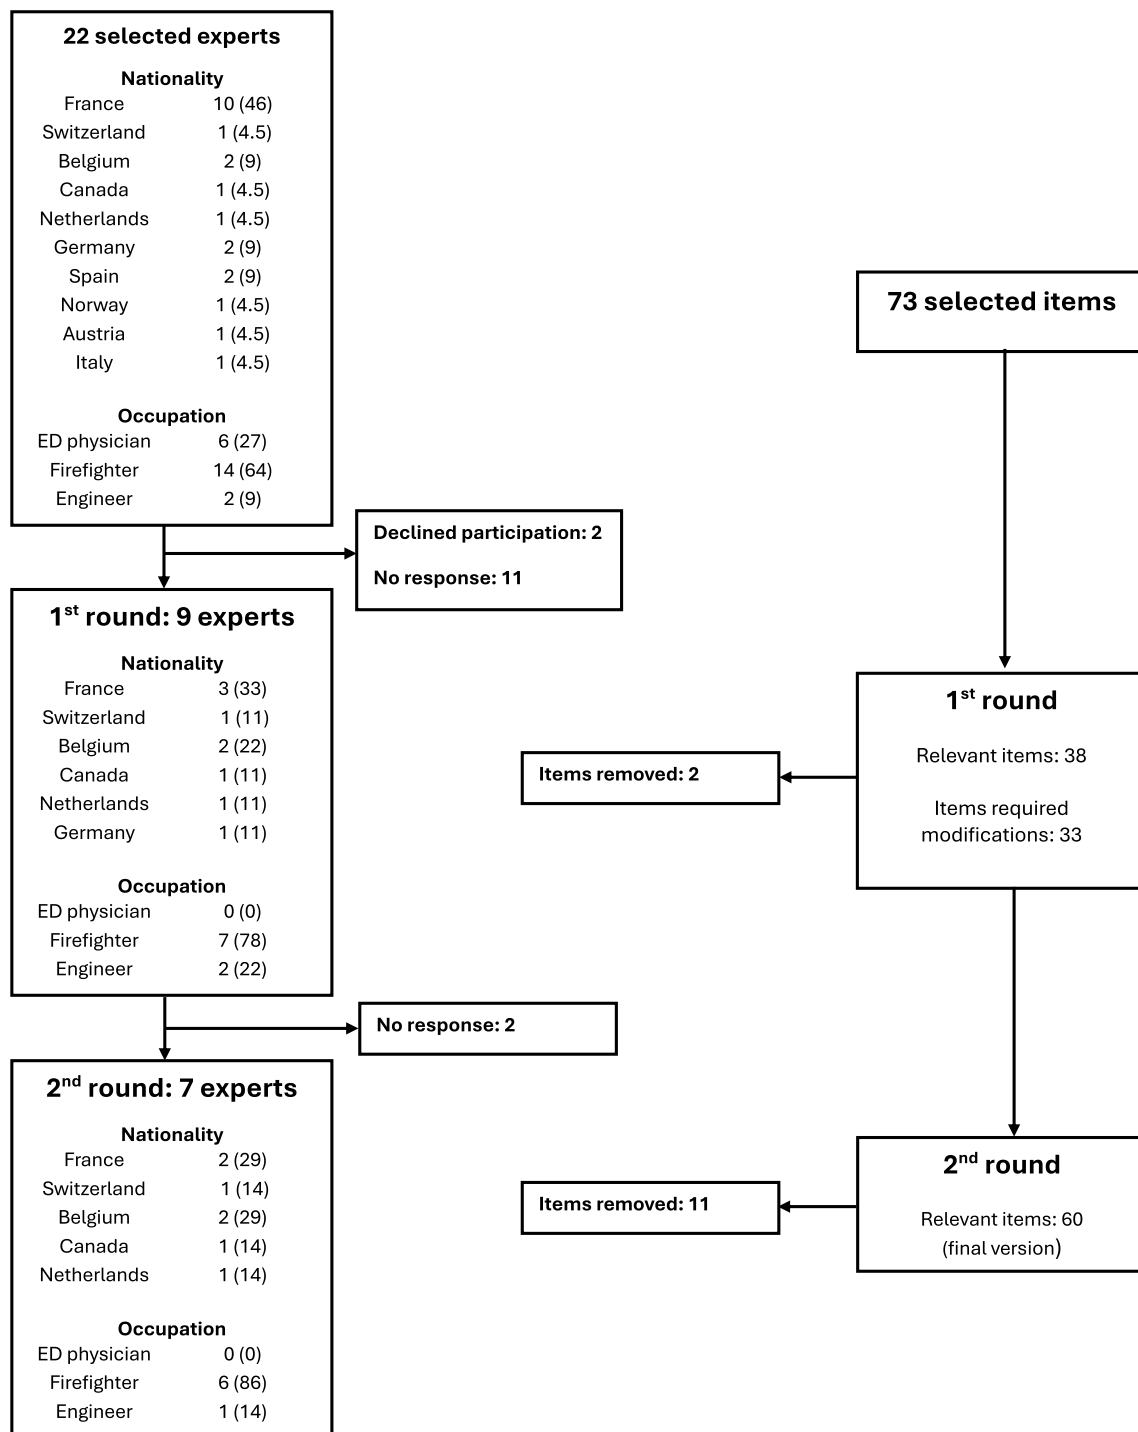 22 selected experts
Nationality
France 10 (46)
Switzerland 1 (4.5)
Belgium 2 (9)
Canada 1 (4.5)
Netherlands 1 (4.5)
Germany 2 (9)
Spain 2 (9)
Norway 1 (4.5)
Austria 1 (4.5)
Italy 1 (4.5)
Occupation
ED physician 6 (27)
Firefighter 14 (64)
Engineer 2 (9)
Declined participation: 2
No response: 11
1st round: 9 experts
Nationality
France 3 (33)
Switzerland 1 (11)
Belgium 2 (22)
Canada 1 (11)
Netherlands 1 (11)
Germany 1 (11)
Occupation
ED physician 0 (0)
Firefighter 7 (78)
Engineer 2 (22)
No response: 2
2nd round: 7 experts
Nationality
France 2 (29)
Switzerland 1 (14)
Belgium 2 (29)
Canada 1 (14)
Netherlands 1 (14)
Occupation
ED physician 0 (0)
Firefighter 6 (86)
Engineer 1 (14)
73 selected items
1st round
Relevant items: 38
Items required
modifications: 33
Items removed: 2
2nd round
Relevant items: 60
(final version)
Items removed: 11